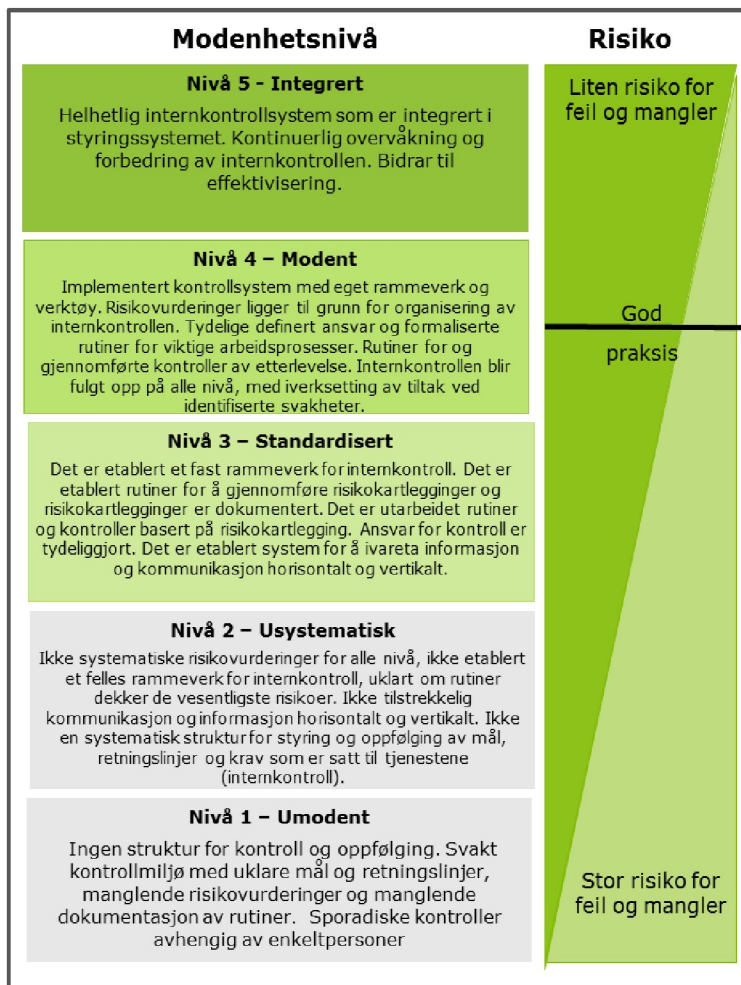 Modenhetsnivå
Risiko
Nivå 5 - Integrert
Helhetlig internkontrollsystem som er integrert i
styringssystemet. Kontinuerlig overvåkning og
forbedring av internkontrollen. Bidrar til
effektivisering.
Liten risiko for
feil og mangler
Nivå 4 – Modent
Implementert kontrollsystem med eget rammeverk og
verktøy. Risikovurderinger ligger til grunn for organisering av
internkontrollen. Tydelige definert ansvar og formaliserte
rutiner for viktige arbeidsprosesser. Rutiner for og
gjennomførte kontroller av etterlevelse. Internkontrollen blir
fulgt opp på alle nivå, med iverksetting av tiltak ved
identifiserte svakheter.
God
praksis
Nivå 3 – Standardisert
Det er etablert et fast rammeverk for internkontroll. Det er
etablert rutiner for å gjennomføre risikokartlegginger og
risikokartlegginger er dokumentert. Det er utarbeidet rutiner
og kontroller basert på risikokartlegging. Ansvar for kontroll er
tydeliggjort. Det er etablert system for å ivareta informasjon
og kommunikasjon horisontalt og vertikalt.
Nivå 2 – Usystematisk
Ikke systematiske risikovurderinger for alle nivå, ikke etablert
et felles rammeverk for internkontroll, uklart om rutiner
dekker de vesentligste risikoer. Ikke tilstrekkelig
kommunikasjon og informasjon horisontalt og vertikalt. Ikke
en systematisk struktur for styring og oppfølging av mål,
retningslinjer og krav som er satt til tjenestene
(internkontroll).
Nivå 1 – Umodent
Ingen struktur for kontroll og oppfølging. Svakt
kontrollmiljø med uklare mål og retningslinjer,
manglende risikovurderinger og manglende
dokumentasjon av rutiner. Sporadiske kontroller
avhengig av enkeltpersoner
Stor risiko for
feil og mangler